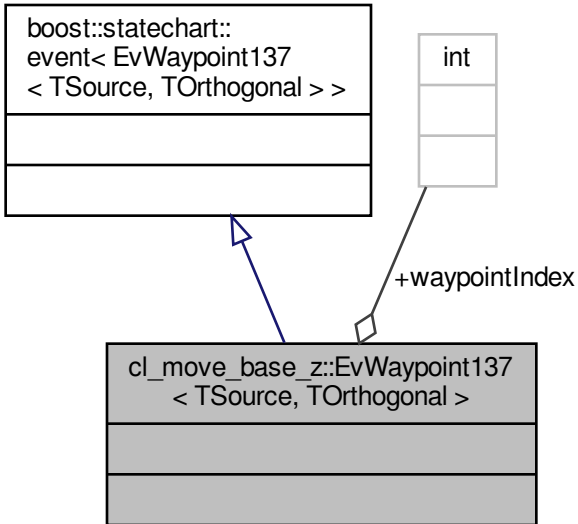 boost::statechart::
event< EvWaypoint137
< TSource, TOrthogonal > >
int
+waypointIndex
cl_move_base_z::EvWaypoint137
< TSource, TOrthogonal >